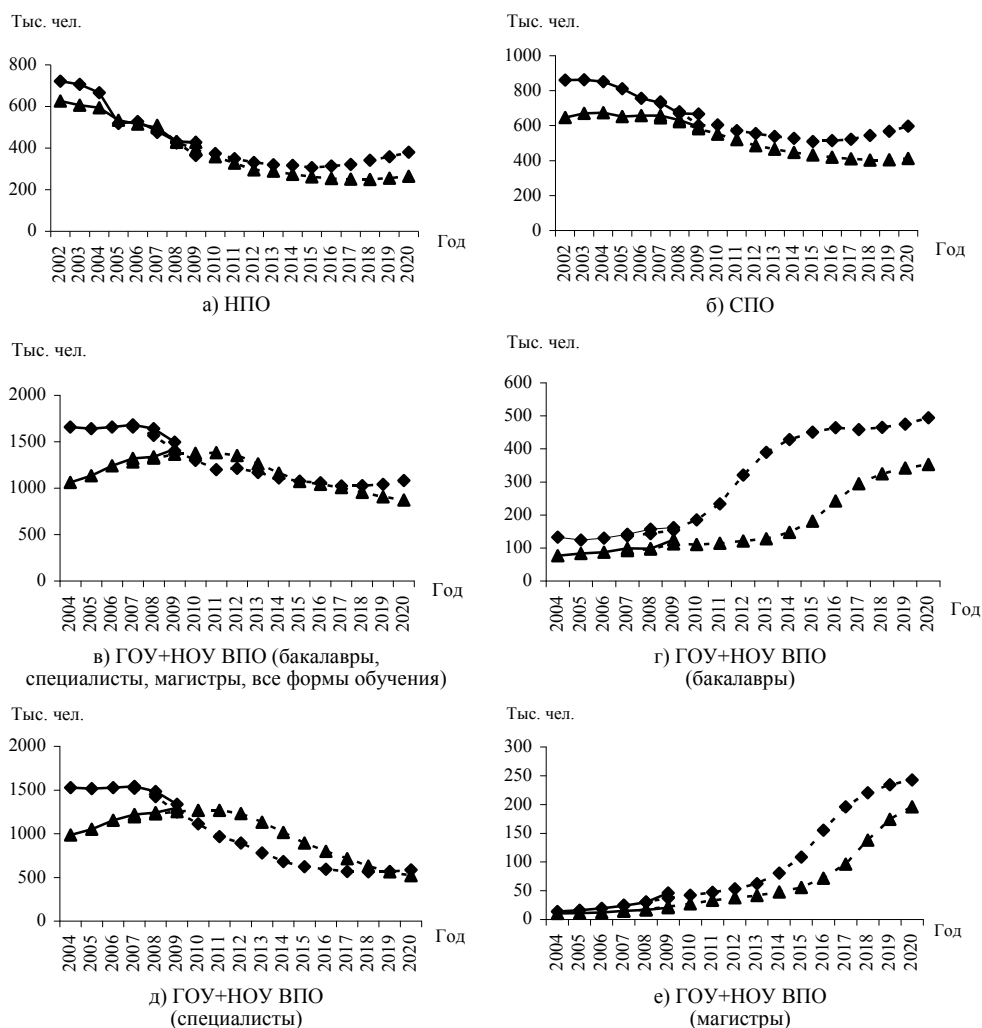 Тыс. чел.
800
600
400
200
0
2002 2003 2004 2005 2006 2007 2008 2009 2010 2011 2012 2013 2014 2015 2016 2017 2018 2019 2020
Год
а) НПО
Тыс. чел.
1000
800
600
400
200
0
2002 2003 2004 2005 2006 2007 2008 2009 2010 2011 2012 2013 2014 2015 2016 2017 2018 2019 2020
Год
б) СПО
Тыс. чел.
2000
1500
1000
500
0
2004 2005 2006 2007 2008 2009 2010 2011 2012 2013 2014 2015 2016 2017 2018 2019 2020
Год
в) ГОУ+НОУ ВПО (бакалавры,
специалисты, магистры, все формы обучения)
Тыс. чел.
600
500
400
300
200
100
0
2004 2005 2006 2007 2008 2009 2010 2011 2012 2013 2014 2015 2016 2017 2018 2019 2020
Год
г) ГОУ+НОУ ВПО
(бакалавры)
Тыс. чел.
2000
1500
1000
500
0
2004 2005 2006 2007 2008 2009 2010 2011 2012 2013 2014 2015 2016 2017 2018 2019 2020
Год
д) ГОУ+НОУ ВПО
(специалисты)
Тыс. чел.
300
250
200
150
100
50
0
2004 2005 2006 2007 2008 2009 2010 2011 2012 2013 2014 2015 2016 2017 2018 2019 2020
Год
е) ГОУ+НОУ ВПО
(магистры)